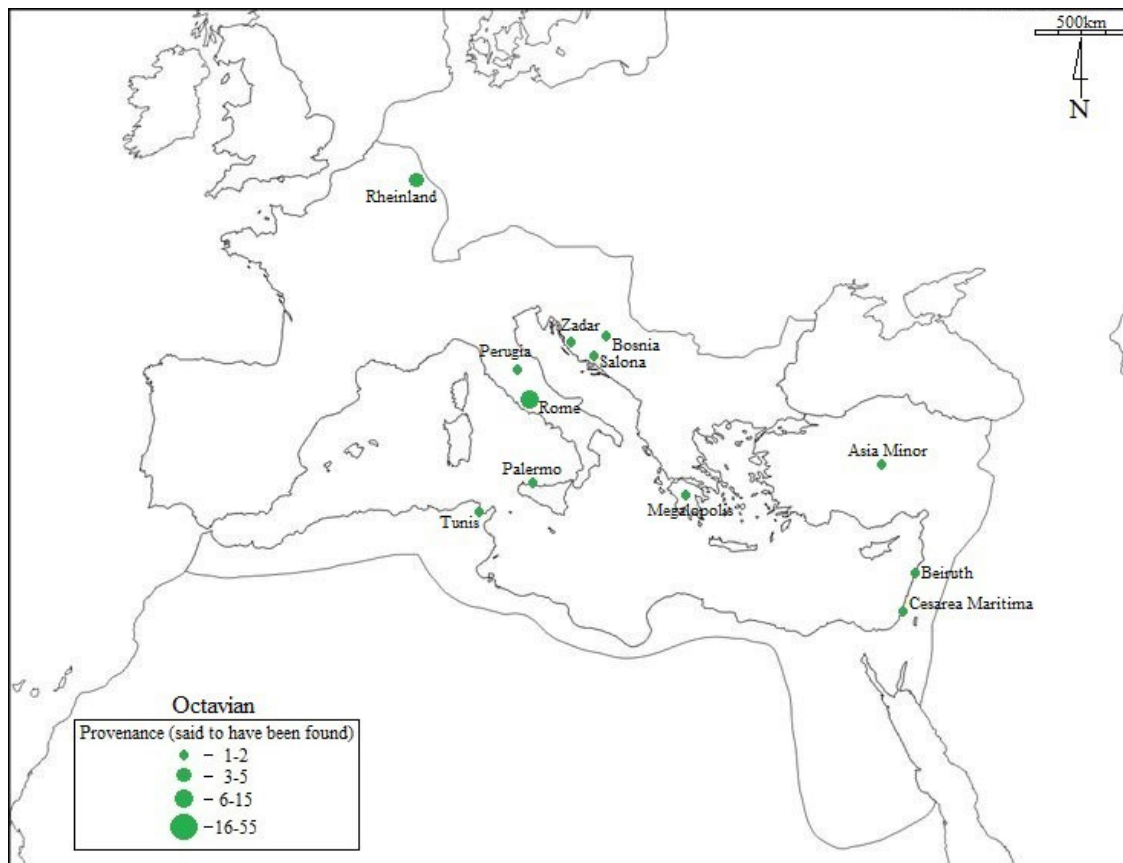 500km
N
Rheinland
Zadar
Bosnia
Perugia
Salona
Rome
Asia Minor
Palermo
Megalopolis
Tunis
Beiruth
Cesarea Maritima
Octavian
Provenance (said to have been found)
– 1-2
– 3-5
– 6-15
–16-55